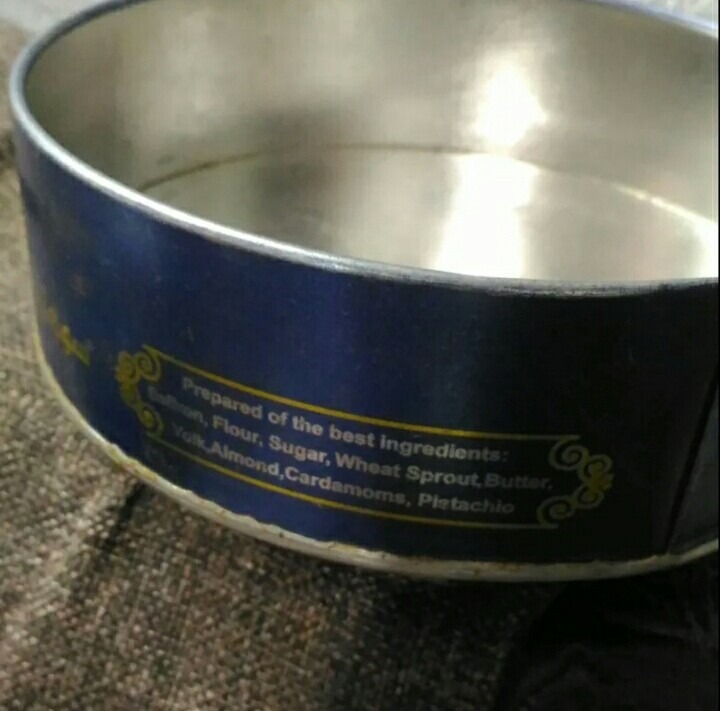 Prepared of the best ingredients:
Saffron, Flour, Sugar, Wheat Sprout,Butter,
Yolk,Almond,Cardamoms, Pistachio